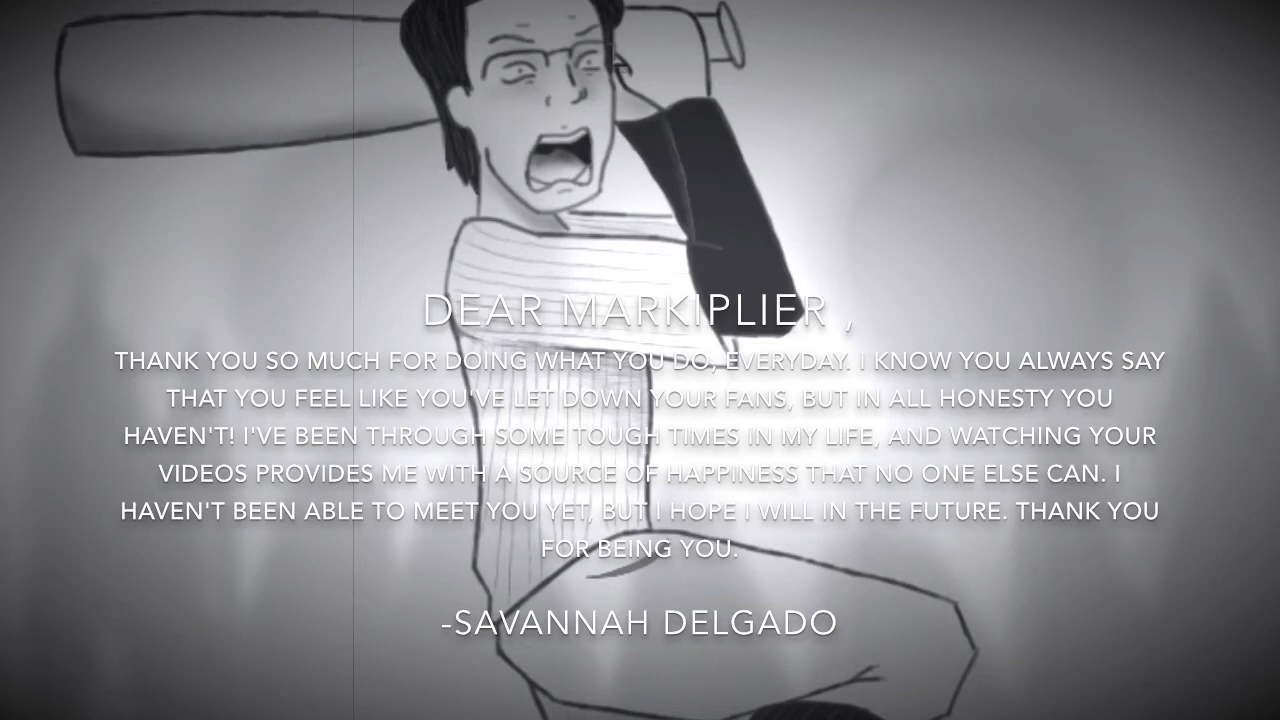 DEAR MARKIPLIER ,
THANK YOU SO MUCH FOR DOING WHAT YOU DO, EVERYDAY. I KNOW YOU ALWAYS SAY
THAT YOU FEEL LIKE YOU'VE LET DOWN YOUR FANS, BUT IN ALL HONESTY YOU
HAVEN'T! I'VE BEEN THROUGH SOME TOUGH TIMES IN MY LIFE, AND WATCHING YOUR
VIDEOS PROVIDES ME WITH A SOURCE OF HAPPINESS THAT NO ONE ELSE CAN. I
HAVEN'T BEEN ABLE TO MEET YOU YET, BUT I HOPE I WILL IN THE FUTURE. THANK YOU
FOR BEING YOU.
-SAVANNAH DELGADO